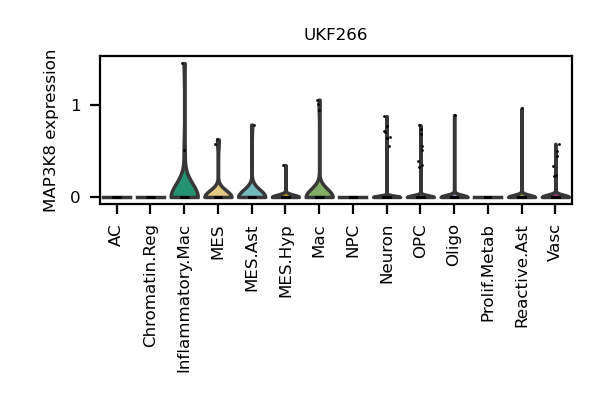 UKF266
MAP3K8 expression
1
0
AC
Chromatin.Reg
Inflammatory.Mac
MES
MES.Ast
MES.Hyp
Mac
NPC
Neuron
OPC
Oligo
Prolif.Metab
Reactive.Ast
Vasc